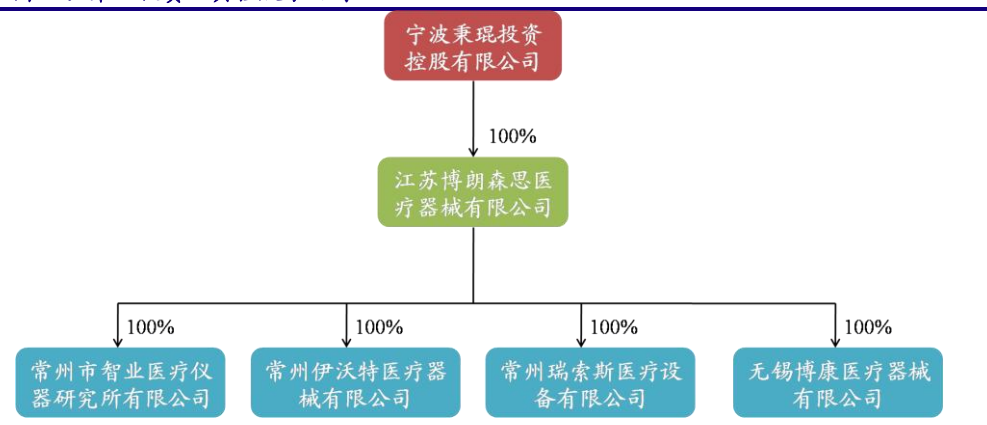 宁波秉琨投资
控股有限公司
100%
江苏博朗森思医
疗器械有限公司
100%
100%
100%
100%
常州市智业医疗仪
器研究所有限公司
常州伊沃特医疗器
械有限公司
常州瑞索斯医疗设
备有限公司
无锡博康医疗器械
有限公司